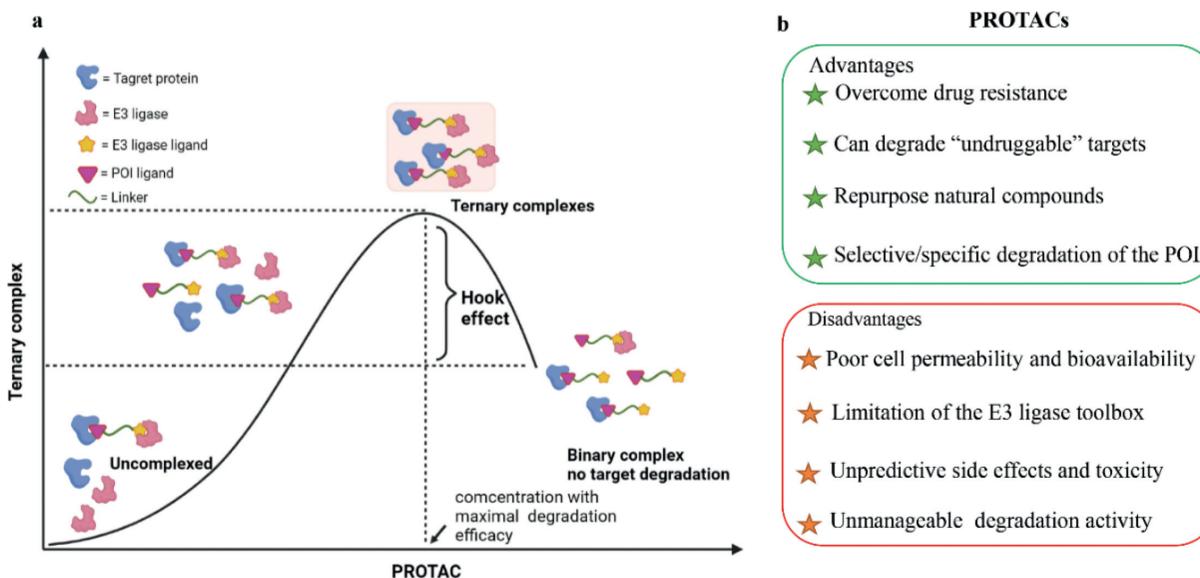 a
= Tagret protein
= E3 ligase
= E3 ligase ligand
= POI ligand
= Linker
Ternary complexes
Hook
effect
Ternary complex
Uncomplexed
Binary complex
no target degradation
comcentration with
maximal degradation
efficacy
PROTAC
b
PROTACs
Advantages
Overcome drug resistance
Can degrade “undruggable” targets
Repurpose natural compounds
Selective/specific degradation of the POI
Disadvantages
Poor cell permeability and bioavailability
Limitation of the E3 ligase toolbox
Unpredictive side effects and toxicity
Unmanageable degradation activity